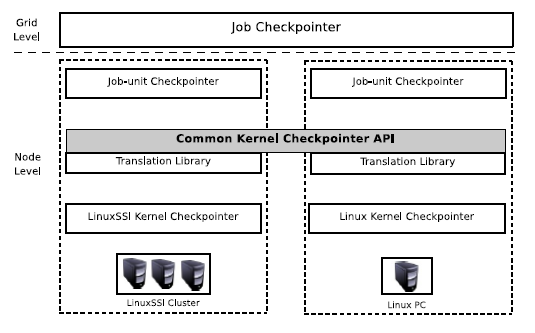 Grid
Level
Job Checkpointer
Job-unit Checkpointer
Job-unit Checkpointer
Common Kernel Checkpointer API
Node
Level
Translation Library
Translation Library
LinuxSSI Kernel Checkpointer
Linux Kernel Checkpointer
LinuxSSI Cluster
Linux PC